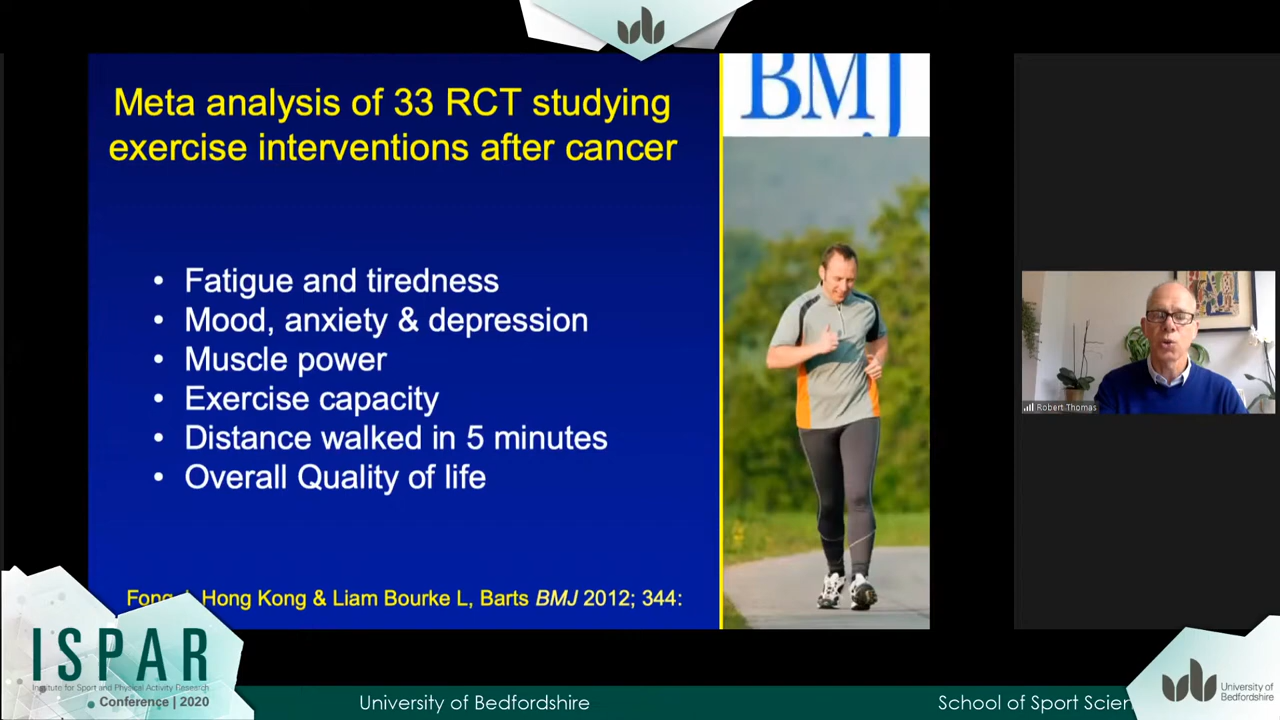 BMJ
Meta analysis of 33 RCT studying
exercise interventions after cancer
• Fatigue and tiredness
• Mood, anxiety & depression
• Muscle power
• Exercise capacity
• Distance walked in 5 minutes
• Overall Quality of life
Hong Kong & Liam Bourke L, Barts BMJ 2012; 344:
Robert Thomas
ISPAR
Institute for Sport and Physical Activity Research
Conference | 2020
University of Bedfordshire
School of Sport
University of
Bedfordshire